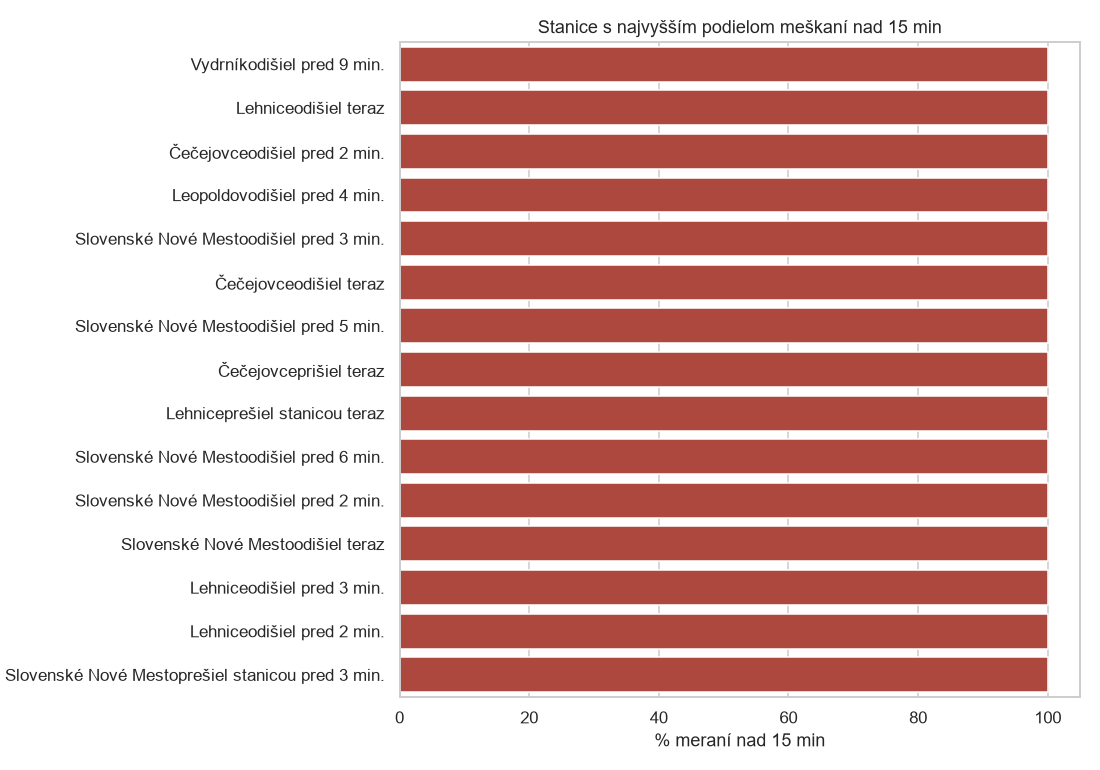 Stanice s najvyšším podielom meškaní nad 15 min
Vydrníkodišiel pred 9 min.
Lehniceodišiel teraz
Čečejovceodišiel pred 2 min.
Leopoldovodišiel pred 4 min.
Slovenské Nové Mestoodišiel pred 3 min.
Čečejovceodišiel teraz
Slovenské Nové Mestoodišiel pred 5 min.
Čečejovceprišiel teraz
Lehniceprešiel stanicou teraz
Slovenské Nové Mestoodišiel pred 6 min.
Slovenské Nové Mestoodišiel pred 2 min.
Slovenské Nové Mestoodišiel teraz
Lehniceodišiel pred 3 min.
Lehniceodišiel pred 2 min.
Slovenské Nové Mestoprešiel stanicou pred 3 min.
0 20 40 60 80 100
% meraní nad 15 min